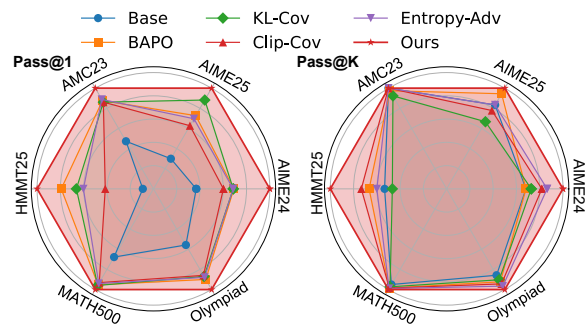 Base KL-Cov Entropy-Adv
BAPO Clip-Cov Ours
Pass@1 Pass@K
AMC23 AIME25 AMC23 AIME25
HMMT25 AIME24 HMMT25 AIME24
MATH500 Olympiad MATH500 Olympiad